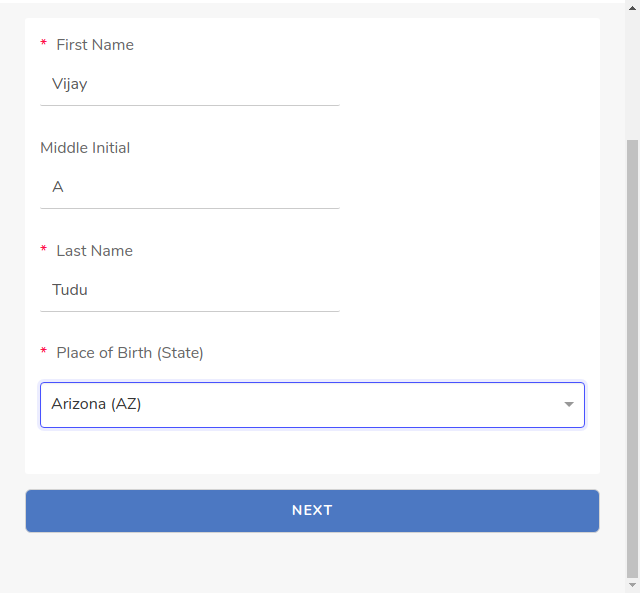 * First Name
Vijay
Middle Initial
A
* Last Name
Tudu
* Place of Birth (State)
Arizona (AZ)
NEXT